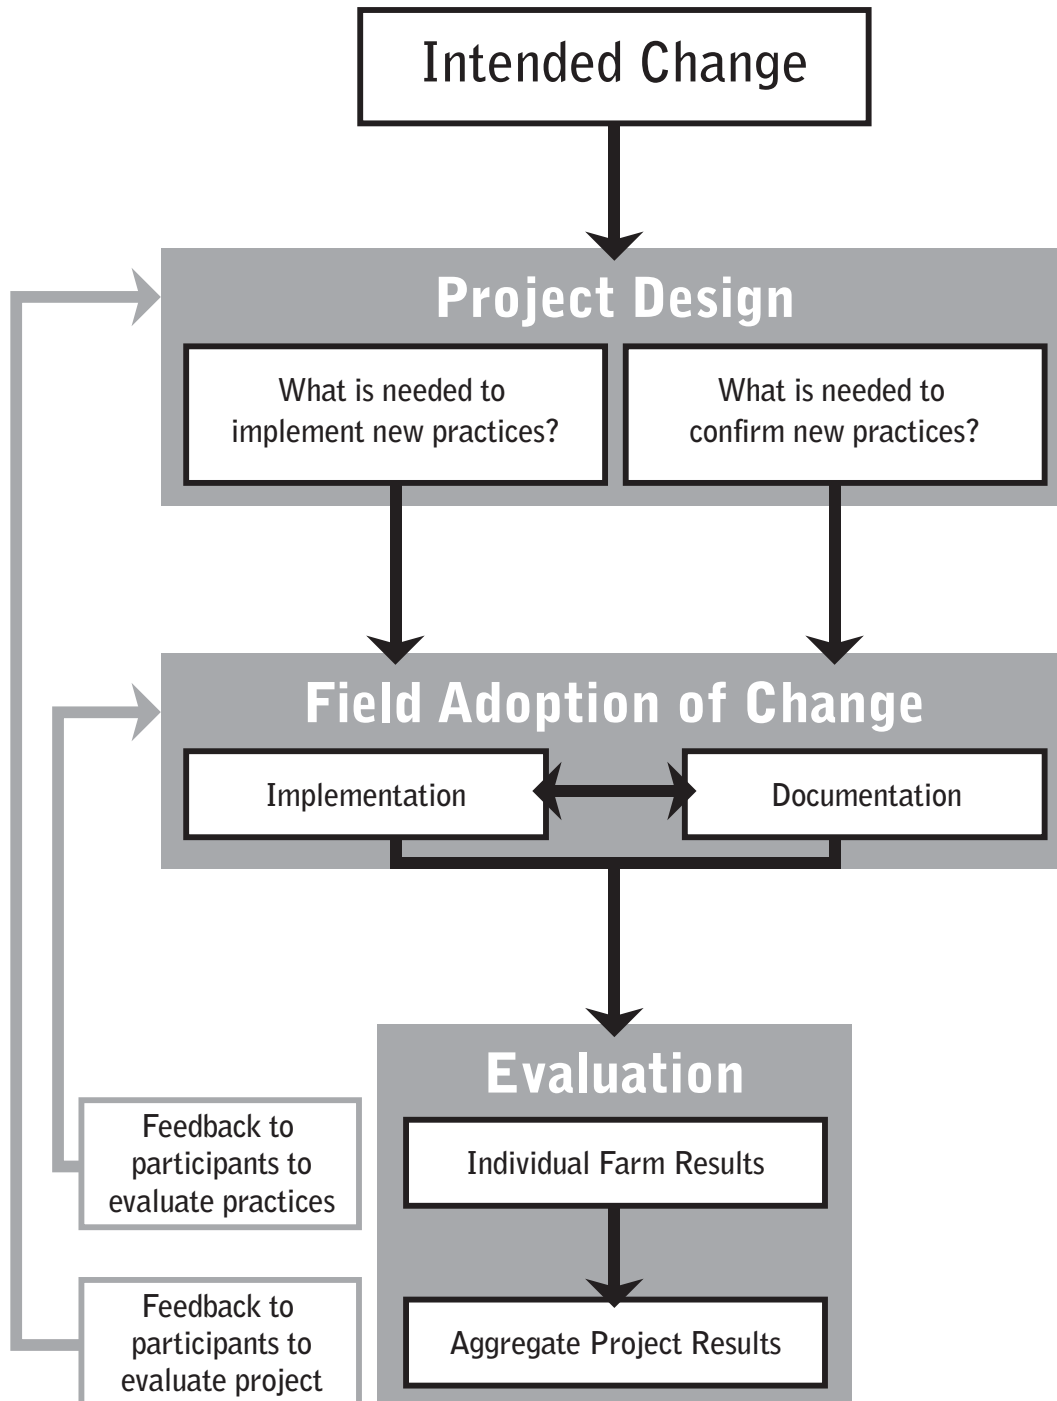 Intended Change
Project Design
What is needed to
implement new practices?
What is needed to
confirm new practices?
Field Adoption of Change
Implementation
Documentation
Evaluation
Feedback to
participants to
evaluate practices
Individual Farm Results
Feedback to
participants to
evaluate project
Aggregate Project Results